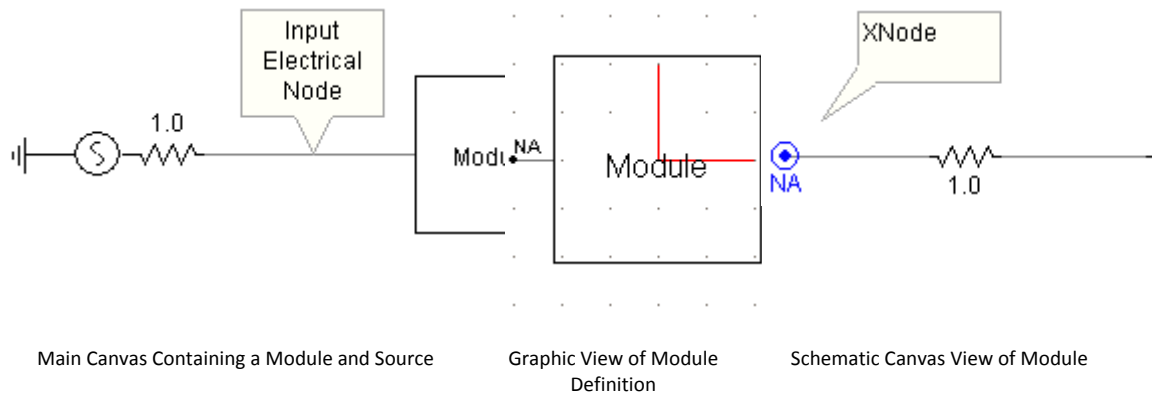 Input
Electrical
Node
XNode
1.0
Modu
NA
Module
NA
1.0
Main Canvas Containing a Module and Source
Graphic View of Module
Definition
Schematic Canvas View of Module